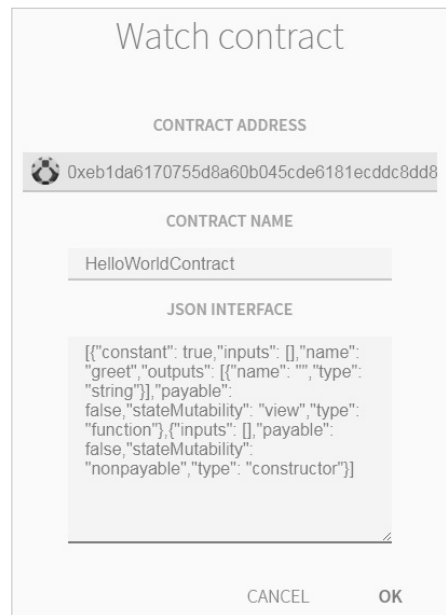 Watch contract
CONTRACT ADDRESS
0xeb1da6170755d8a60b045cde6181ecddc8dd8
CONTRACT NAME
HelloWorldContract
JSON INTERFACE
[{"constant": true,"inputs": [],"name":
"greet","outputs": [{"name": "","type":
"string"}],"payable":
false,"stateMutability": "view","type":
"function"},{"inputs": [],"payable":
false,"stateMutability":
"nonpayable","type": "constructor"}]
CANCEL OK